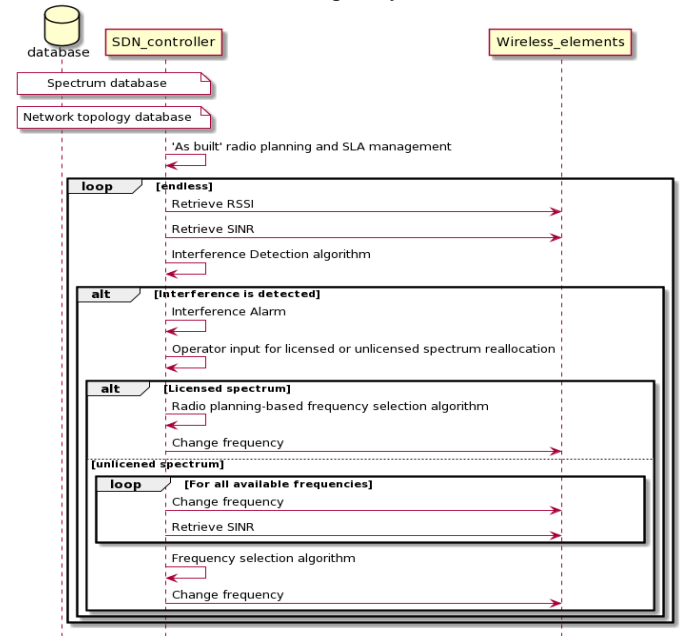 database
SDN_controller
Wireless_elements
Spectrum database
Network topology database
'As built' radio planning and SLA management
loop
[endless]
Retrieve RSSI
Retrieve SINR
Interference Detection algorithm
alt
[Interference is detected]
Interference Alarm
Operator input for licensed or unlicensed spectrum reallocation
alt
[Licensed spectrum]
Radio planning-based frequency selection algorithm
Change frequency
[unlicened spectrum]
loop
[For all available frequencies]
Change frequency
Retrieve SINR
Frequency selection algorithm
Change frequency